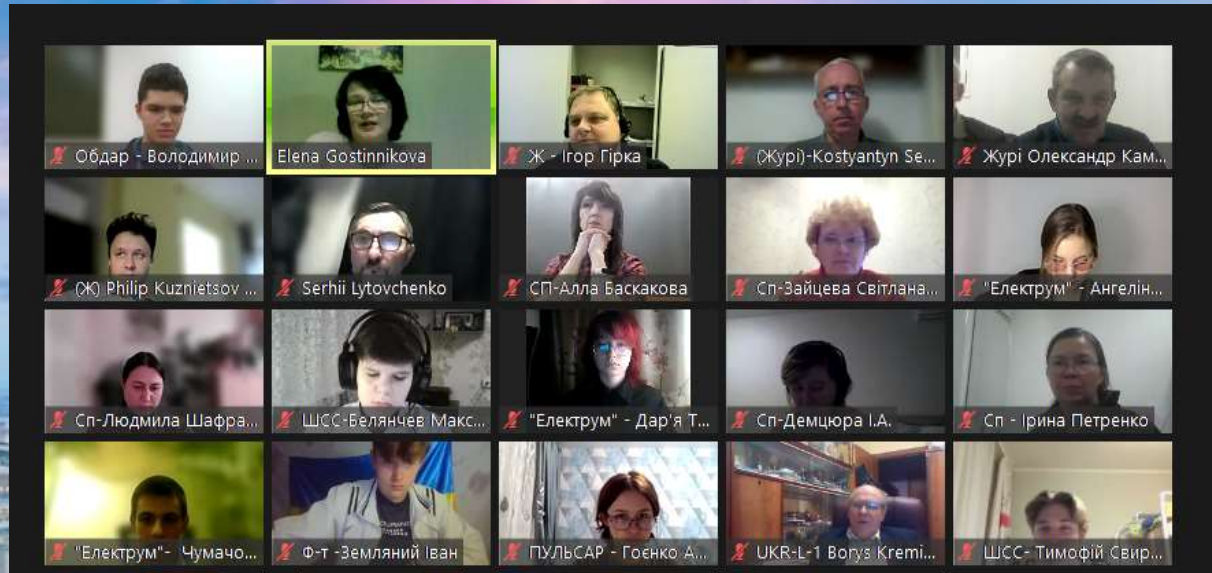 Обдар - Володимир ...
Elena Gostinnikova
Ж - Ігор Гірка
(Журі)-Kostyantyn Se...
Журі Олександр Кам...
(Ж) Philip Kuznietsov ...
Serhii Lytovchenko
СП-Алла Баскакова
Сп-Зайцева Світлана...
"Електрум" - Ангелін...
Сп-Людмила Шафра...
ШСС-Белянчев Макс...
"Електрум" - Дар'я Т...
Сп-Демцюра І.А.
Сп - Ірина Петренко
"Електрум"- Чумачо...
Ф-т -Земляний Іван
ПУЛЬСАР - Гоєнко А...
UKR-L-1 Borys Kremi...
ШСС- Тимофій Свир...